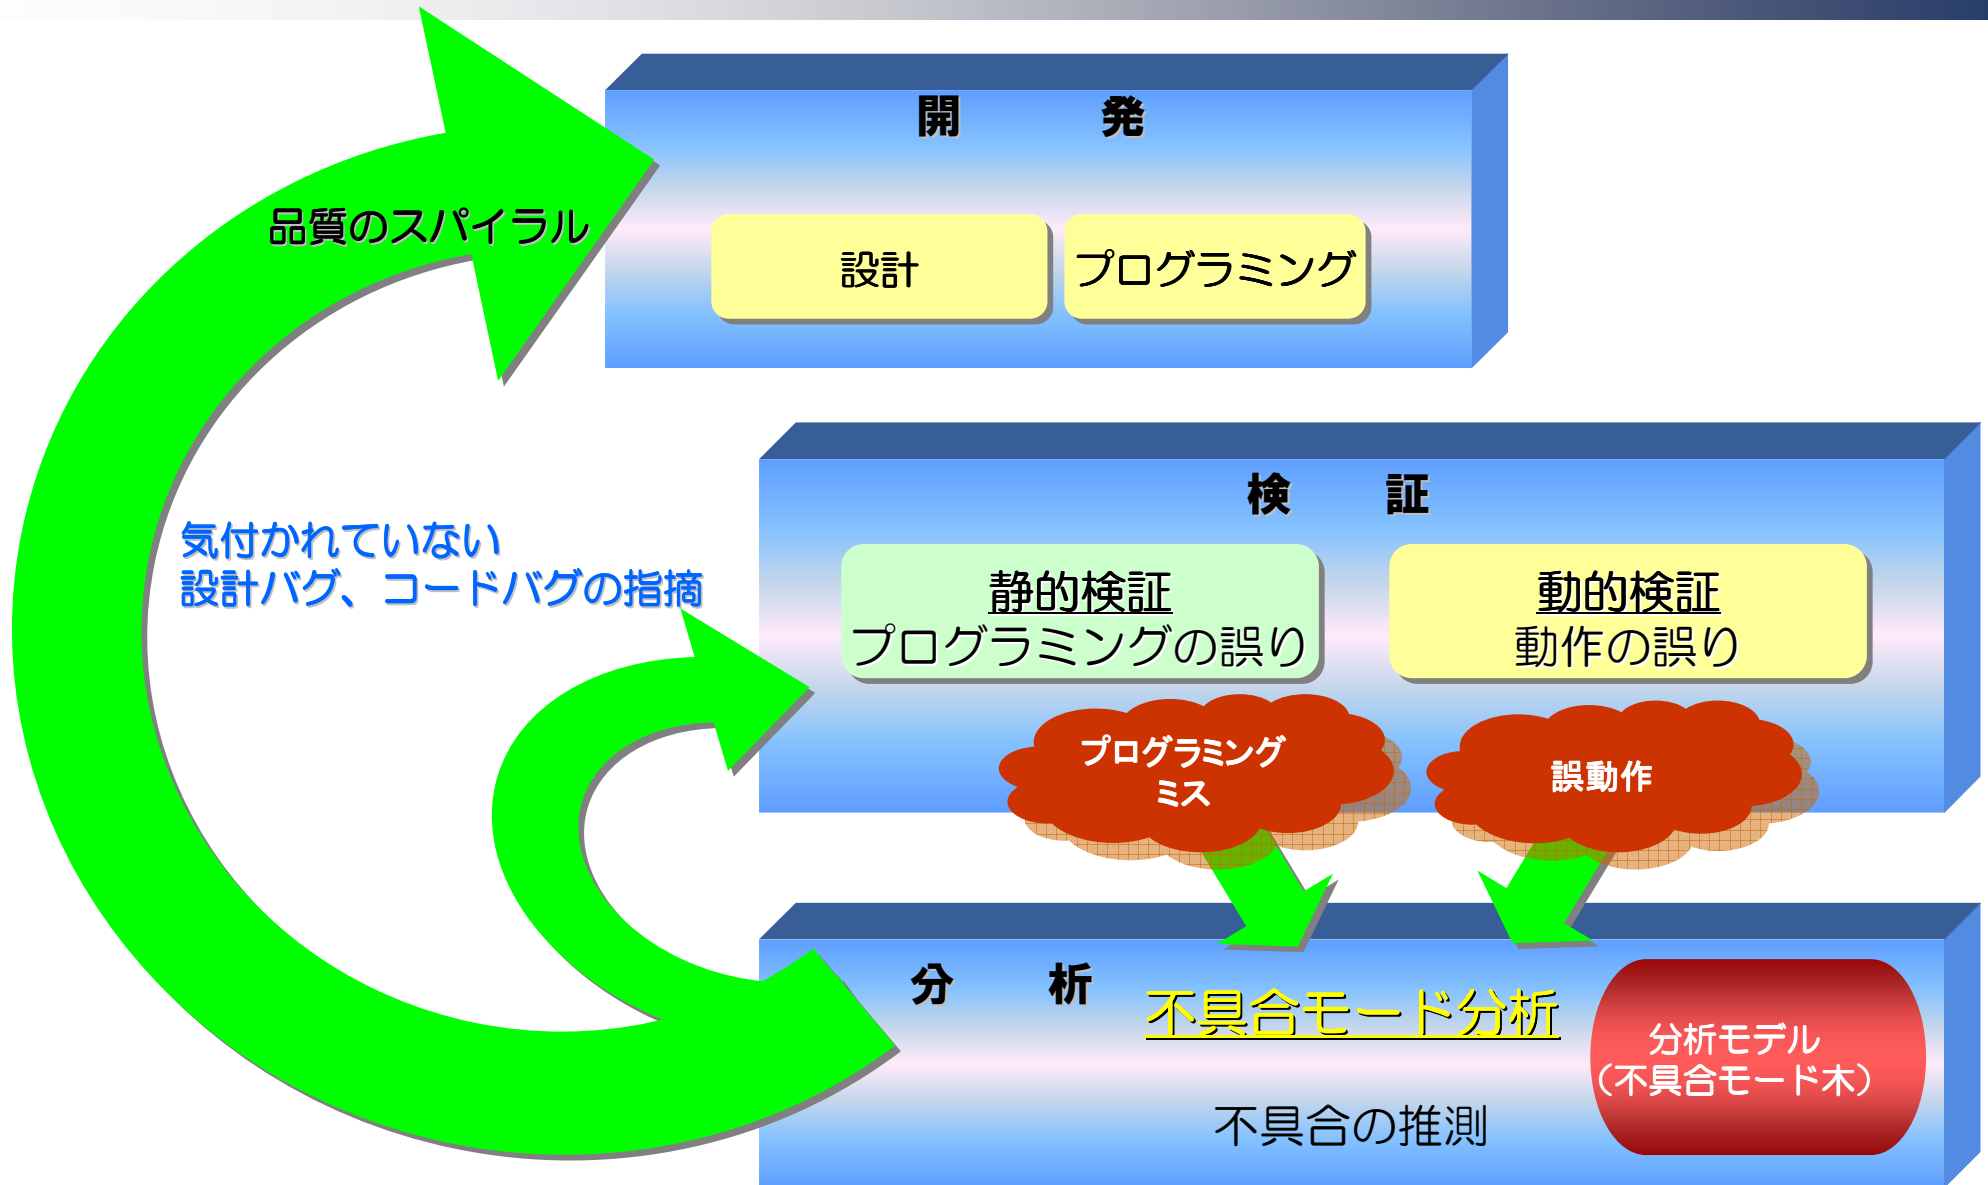 開　発
品質のスパイラル
設計
プログラミング
検　証
気付かれていない
設計バグ、コードバグの指摘
静的検証
プログラミングの誤り
動的検証
動作の誤り
プログラミング
ミス
誤動作
分　析
不具合モード分析
分析モデル
（不具合モード木）
不具合の推測